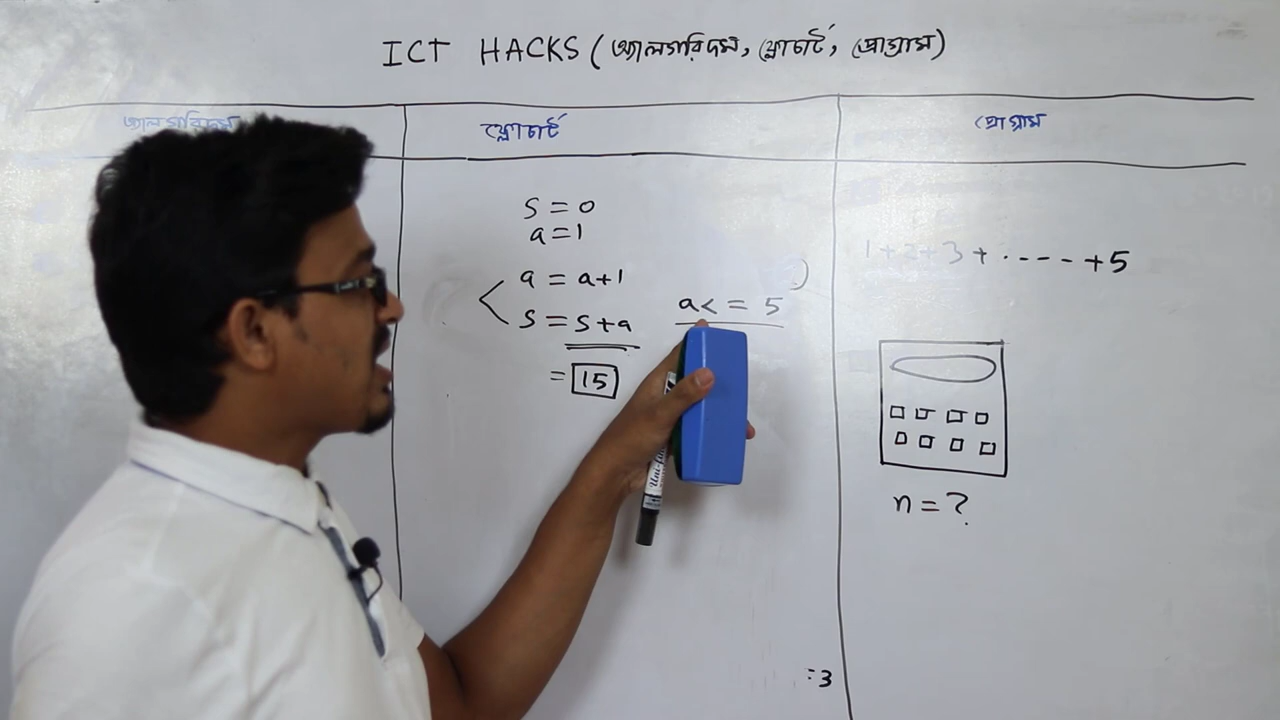 ICT HACKS (অ্যালগরিদম, ফ্লোচার্ট, প্রোগ্রাম)
অ্যালগরিদম
ফ্লোচার্ট
প্রোগ্রাম
S = 0
a = 1
a = a+1
S = S+a
a< = 5
= 15
1+2+3+ ..... +5
n = ?
=3